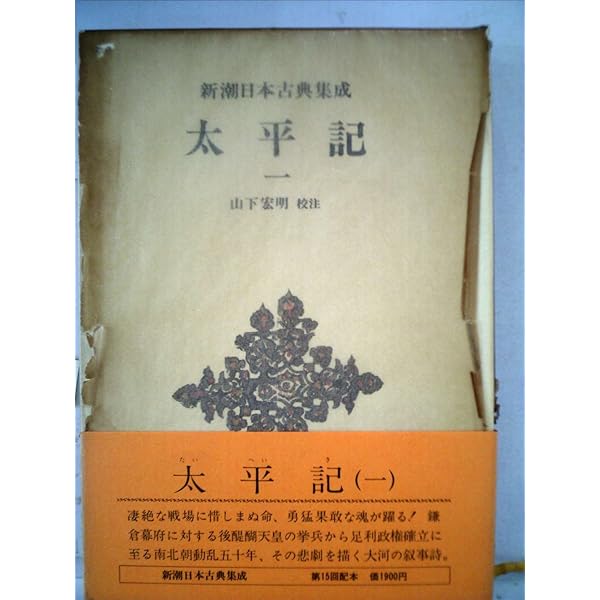 新潮日本古典集成
太平記
一
山下宏明 校注
たい へい き
太平記(一)
凄絶な戦場に惜しまぬ命、勇猛果敢な魂が躍る! 鎌
倉幕府に対する後醍醐天皇の挙兵から足利政権確立に
至る南北朝動乱五十年、その悲劇を描く大河の叙事詩。
新潮日本古典集成 第15回配本 価1900円